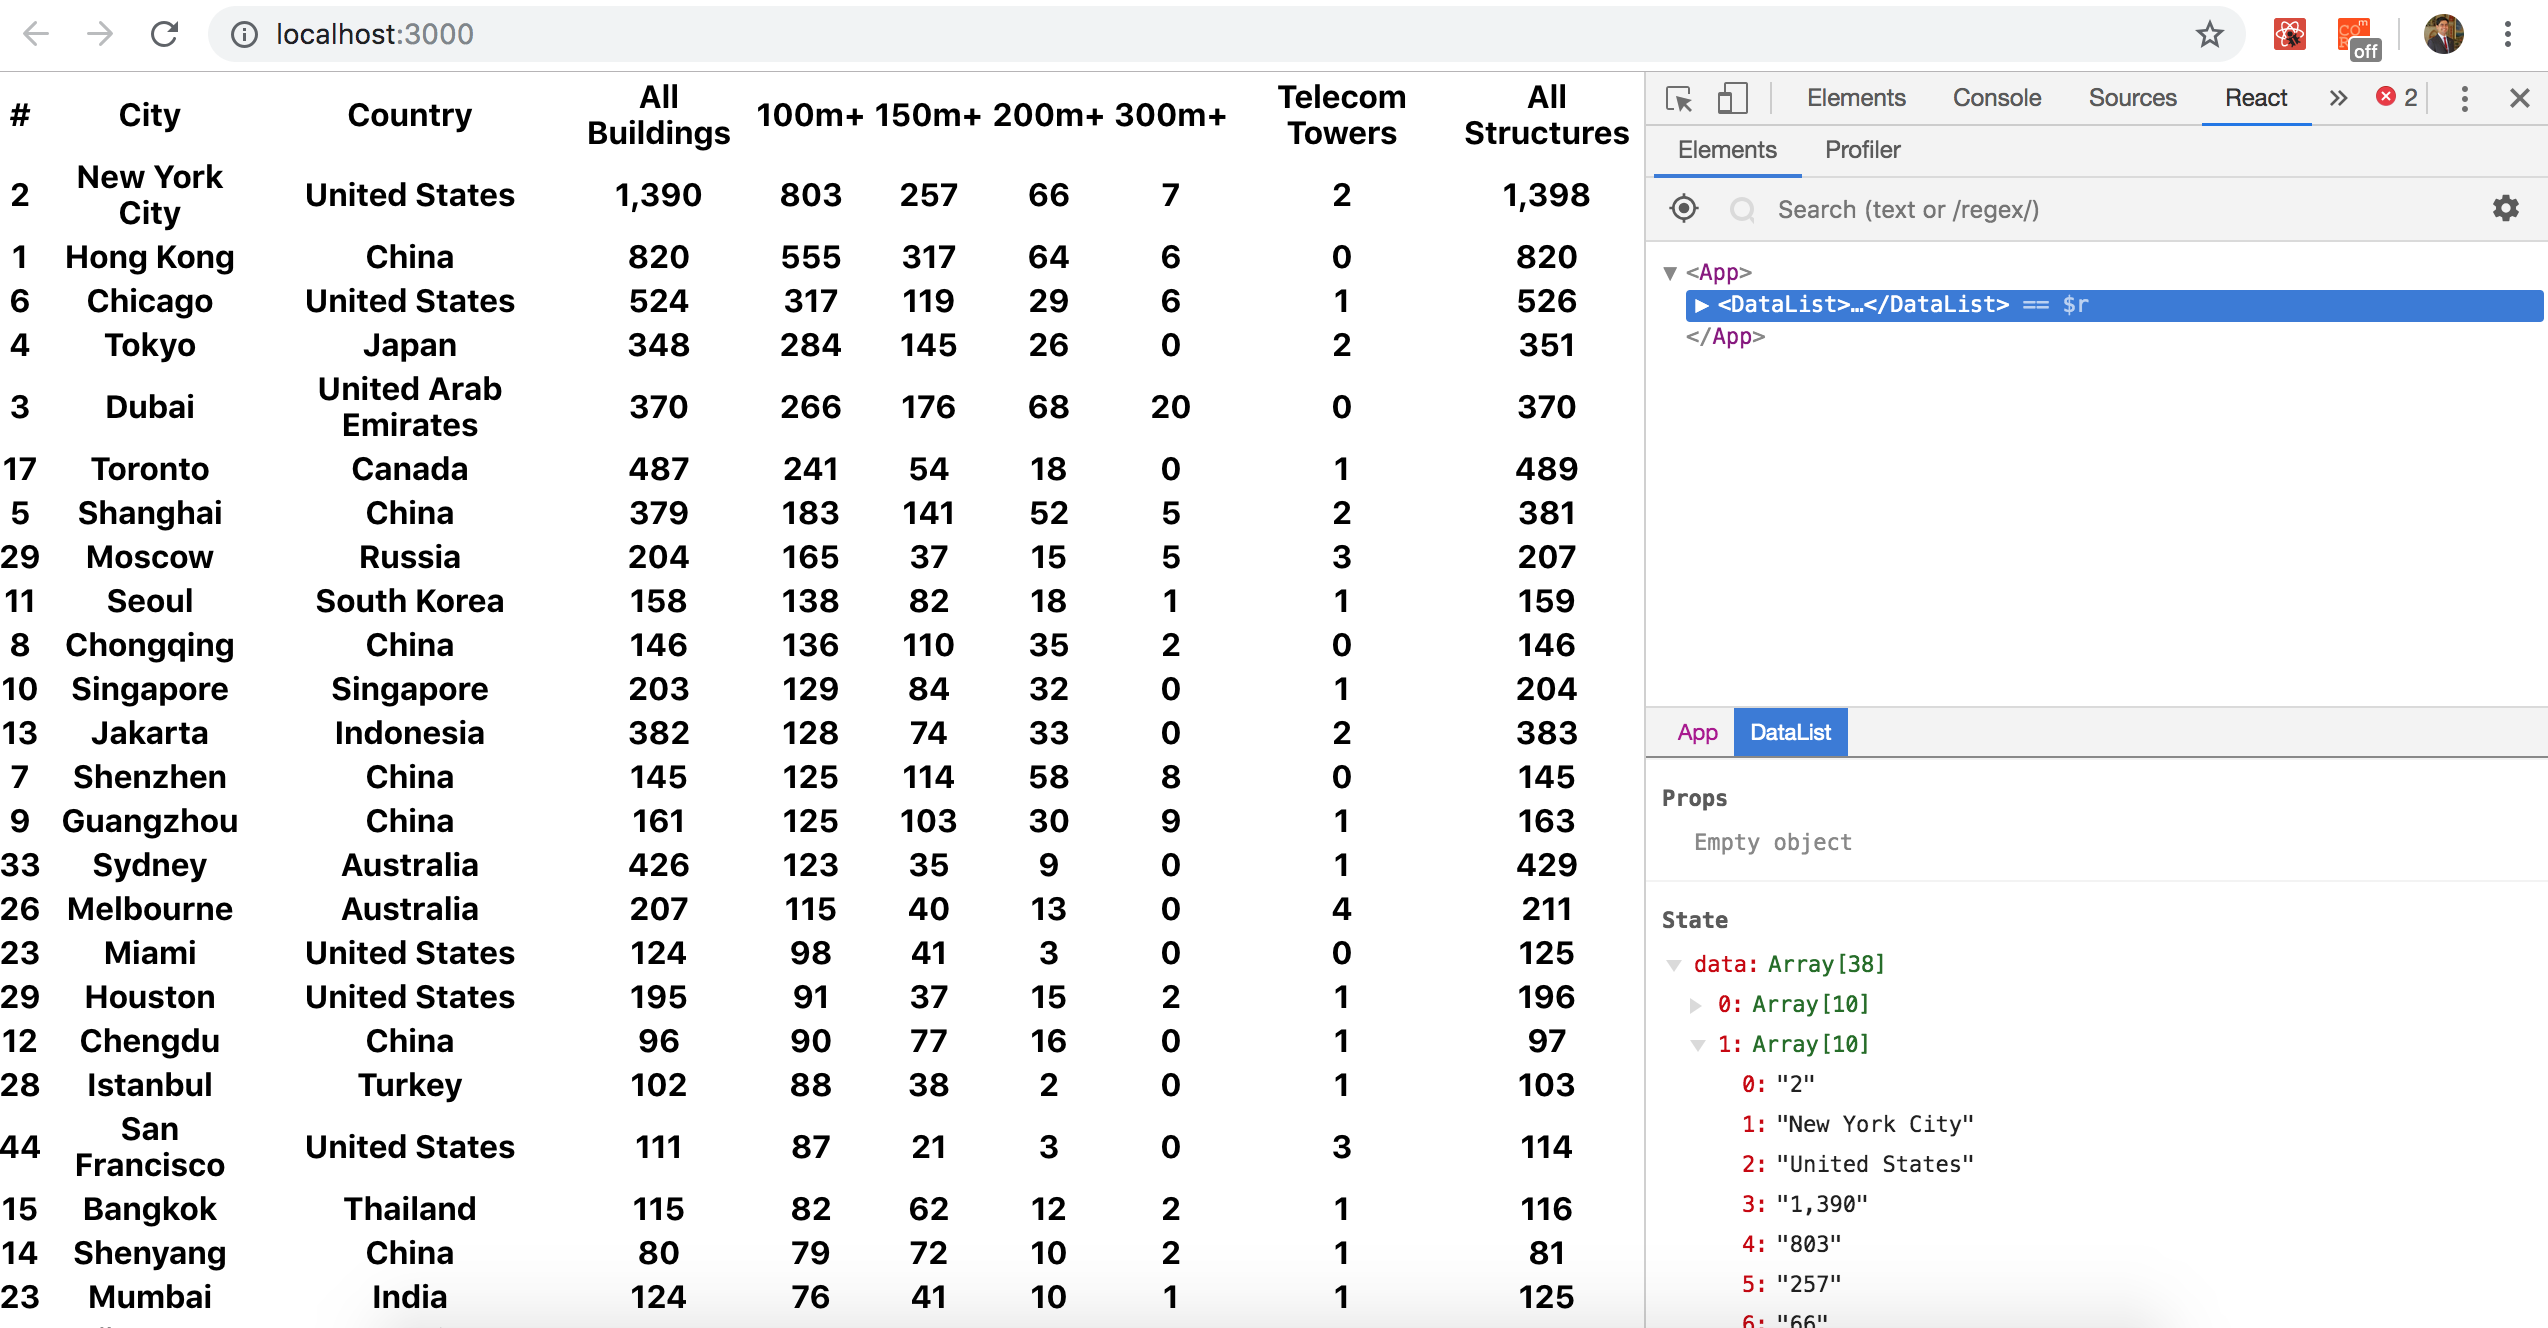 localhost:3000
off
# City Country All Buildings 100m+ 150m+ 200m+ 300m+ Telecom Towers All Structures
2 New York City United States 1,390 803 257 66 7 2 1,398
1 Hong Kong China 820 555 317 64 6 0 820
6 Chicago United States 524 317 119 29 6 1 526
4 Tokyo Japan 348 284 145 26 0 2 351
3 Dubai United Arab Emirates 370 266 176 68 20 0 370
17 Toronto Canada 487 241 54 18 0 1 489
5 Shanghai China 379 183 141 52 5 2 381
29 Moscow Russia 204 165 37 15 5 3 207
11 Seoul South Korea 158 138 82 18 1 1 159
8 Chongqing China 146 136 110 35 2 0 146
10 Singapore Singapore 203 129 84 32 0 1 204
13 Jakarta Indonesia 382 128 74 33 0 2 383
7 Shenzhen China 145 125 114 58 8 0 145
9 Guangzhou China 161 125 103 30 9 1 163
33 Sydney Australia 426 123 35 9 0 1 429
26 Melbourne Australia 207 115 40 13 0 4 211
23 Miami United States 124 98 41 3 0 0 125
29 Houston United States 195 91 37 15 2 1 196
12 Chengdu China 96 90 77 16 0 1 97
28 Istanbul Turkey 102 88 38 2 0 1 103
44 San Francisco United States 111 87 21 3 0 3 114
15 Bangkok Thailand 115 82 62 12 2 1 116
14 Shenyang China 80 79 72 10 2 1 81
23 Mumbai India 124 76 41 10 1 1 125
Elements Console Sources React » 2
Elements Profiler
Search (text or /regex/)
<App>
<DataList>…</DataList> == $r
</App>
App DataList
Props
Empty object
State
data: Array[38]
0: Array[10]
1: Array[10]
0: "2"
1: "New York City"
2: "United States"
3: "1,390"
4: "803"
5: "257"
6: "66"